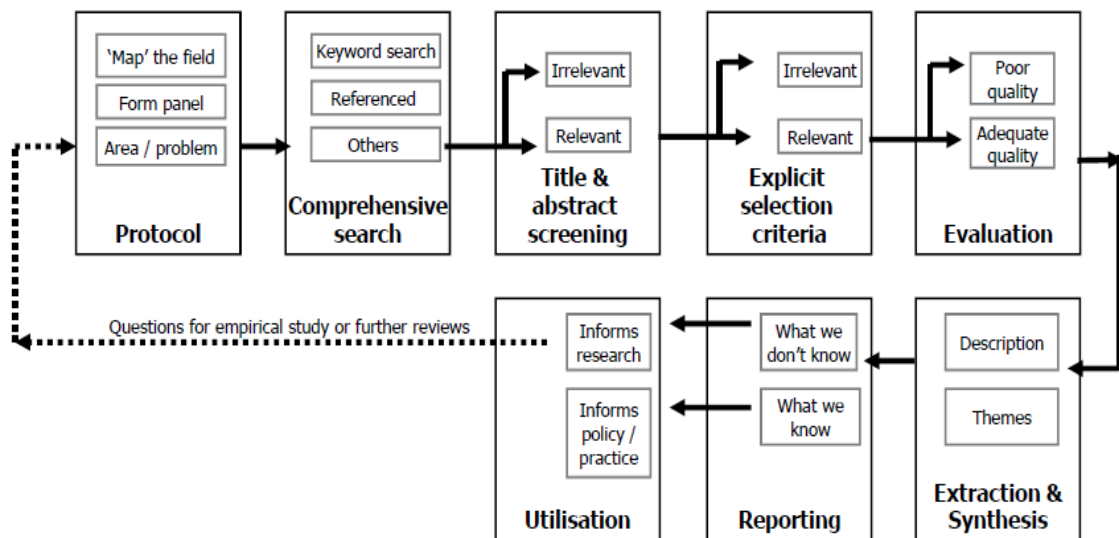 ‘Map’ the field
Form panel
Area / problem
Protocol
Keyword search
Referenced
Others
Comprehensive
search
Irrelevant
Relevant
Title &
abstract
screening
Irrelevant
Relevant
Explicit
selection
criteria
Poor
quality
Adequate
quality
Evaluation
Questions for empirical study or further reviews
Informs
research
Informs
policy /
practice
Utilisation
What we
don’t know
What we
know
Reporting
Description
Themes
Extraction &
Synthesis